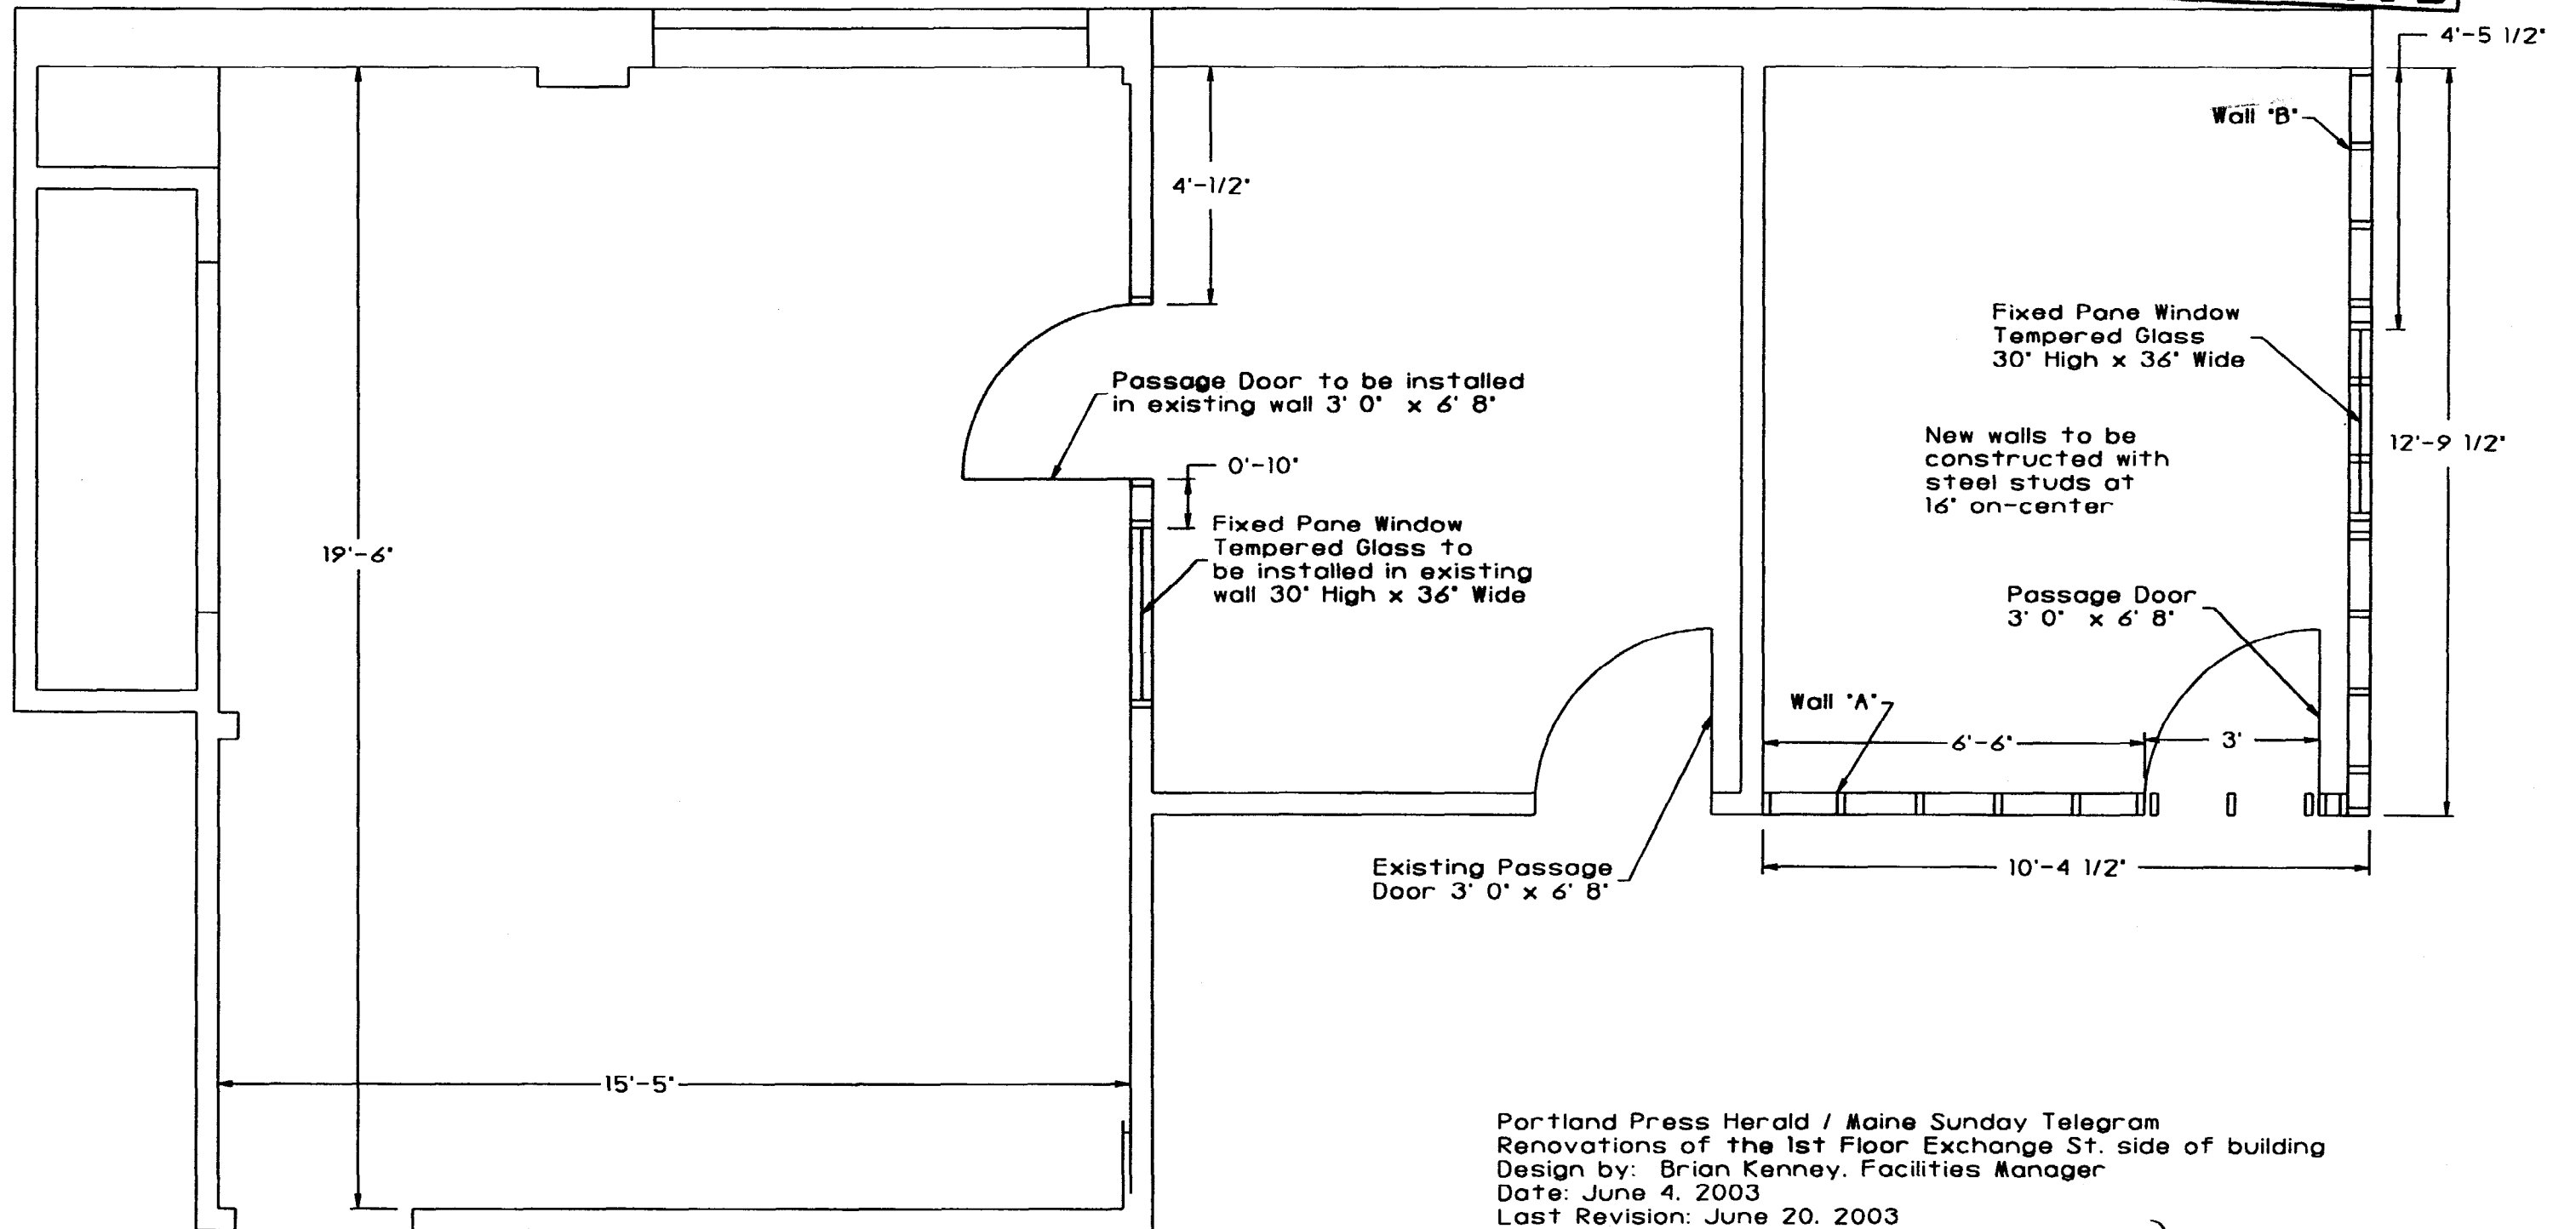 4'-5 1/2"
Wall "B"
4'-1/2"
Fixed Pane Window
Tempered Glass
30" High x 36" Wide
Passage Door to be installed
in existing wall 3' 0" x 6' 8"
12'-9 1/2"
New walls to be
constructed with
steel studs at
16" on-center
0'-10"
Fixed Pane Window
Tempered Glass to
be installed in existing
wall 30" High x 36" Wide
19'-6"
Passage Door
3' 0" x 6' 8"
Wall "A"
6'-6"
3'
Existing Passage
Door 3' 0" x 6' 8"
10'-4 1/2"
15'-5"
Portland Press Herald / Maine Sunday Telegram
Renovations of the 1st Floor Exchange St. side of building
Design by: Brian Kenney, Facilities Manager
Date: June 4, 2003
Last Revision: June 20, 2003